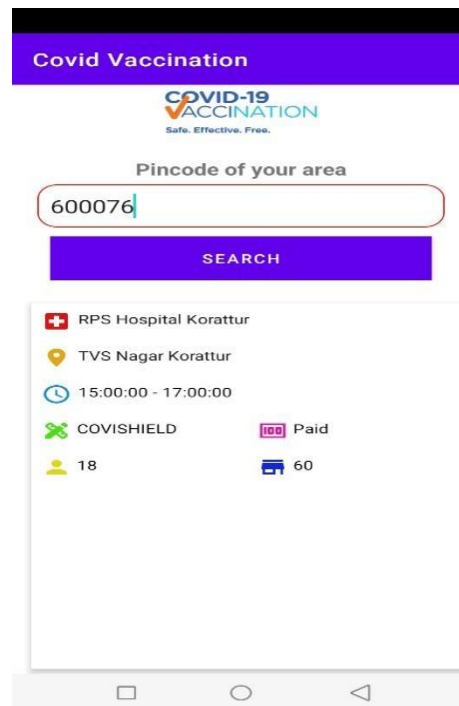 Covid Vaccination
COVID-19
VACCINATION
Safe. Effective. Free.
Pincode of your area
600076
SEARCH
RPS Hospital Korattur
TVS Nagar Korattur
15:00:00 - 17:00:00
COVISHIELD
100 Paid
18
60